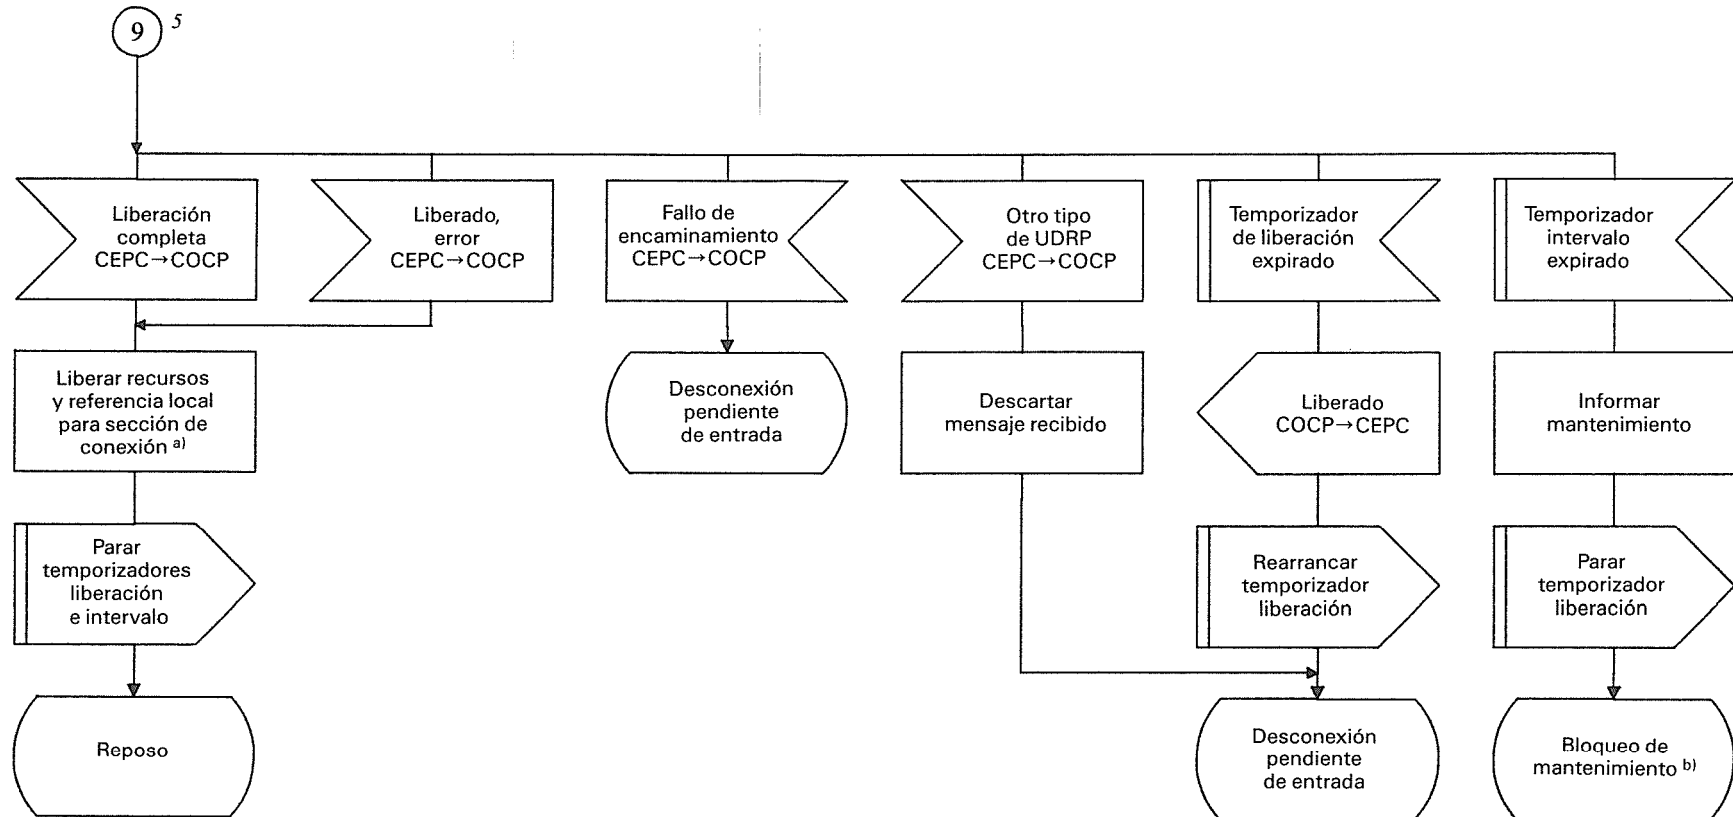 9 5
Liberación
completa
CEPC→COCP
Liberado,
error
CEPC→COCP
Fallo de
encaminamiento
CEPC→COCP
Otro tipo
de UDRP
CEPC→COCP
Temporizador
de liberación
expirado
Temporizador
intervalo
expirado
Liberar recursos
y referencia local
para sección de
conexión a)
Desconexión
pendiente
de entrada
Descartar
mensaje recibido
Liberado
COCP→CEPC
Informar
mantenimiento
Parar
temporizadores
liberación
e intervalo
Rearrancar
temporizador
liberación
Parar
temporizador
liberación
Reposo
Desconexión
pendiente
de entrada
Bloqueo de
mantenimiento b)